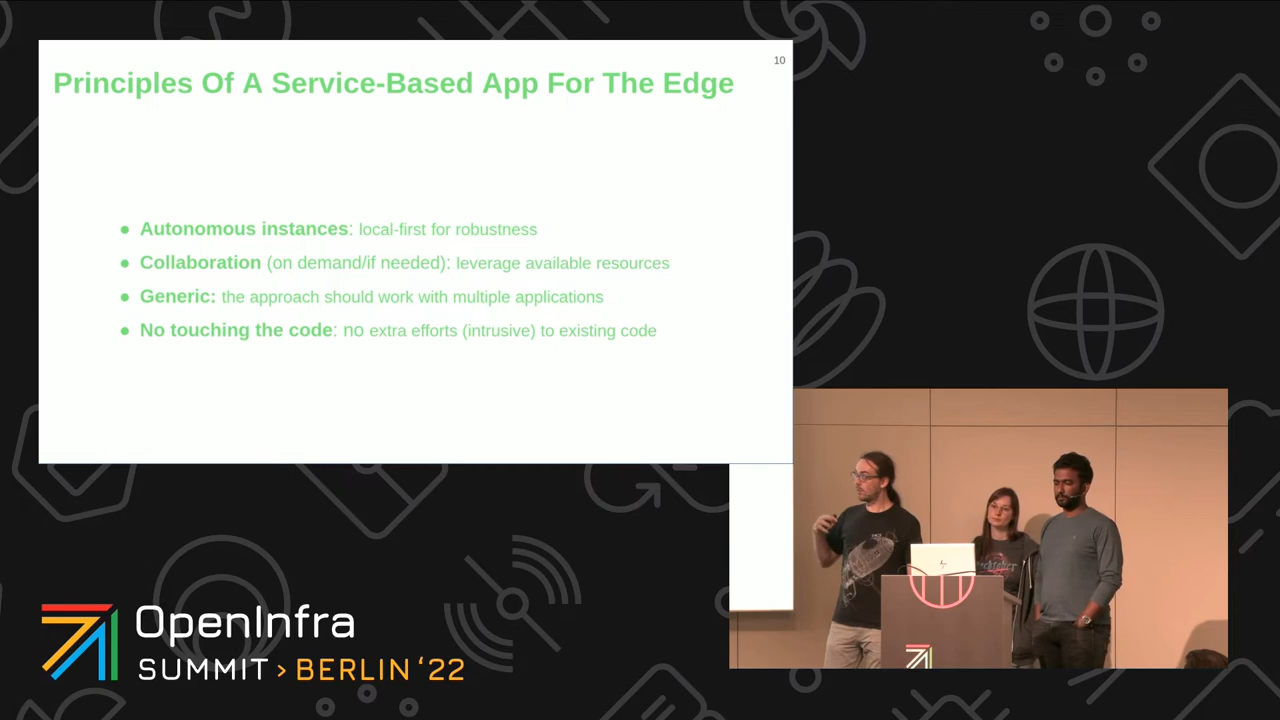 10
Principles Of A Service-Based App For The Edge
● Autonomous instances: local-first for robustness
● Collaboration (on demand/if needed): leverage available resources
● Generic: the approach should work with multiple applications
● No touching the code: no extra efforts (intrusive) to existing code
OpenInfra
SUMMIT > BERLIN ‘22